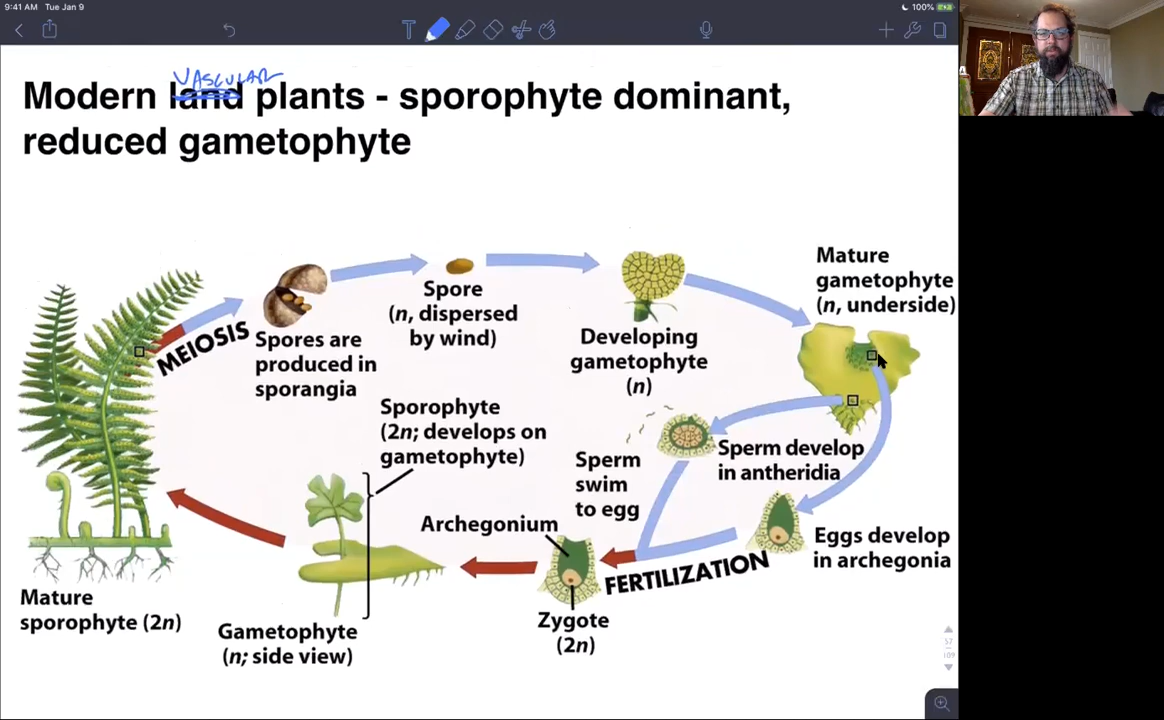 9:41 AM Tue Jan 9
100%
VASCULAR
Modern land plants - sporophyte dominant,
reduced gametophyte
MEIOSIS
Spores are
produced in
sporangia
Spore
(n, dispersed
by wind)
Developing
gametophyte
(n)
Mature
gametophyte
(n, underside)
Sperm develop
in antheridia
Sperm
swim
to egg
Eggs develop
in archegonia
FERTILIZATION
Archegonium
Zygote
(2n)
Sporophyte
(2n; develops on
gametophyte)
Gametophyte
(n; side view)
Mature
sporophyte (2n)
57
109
T